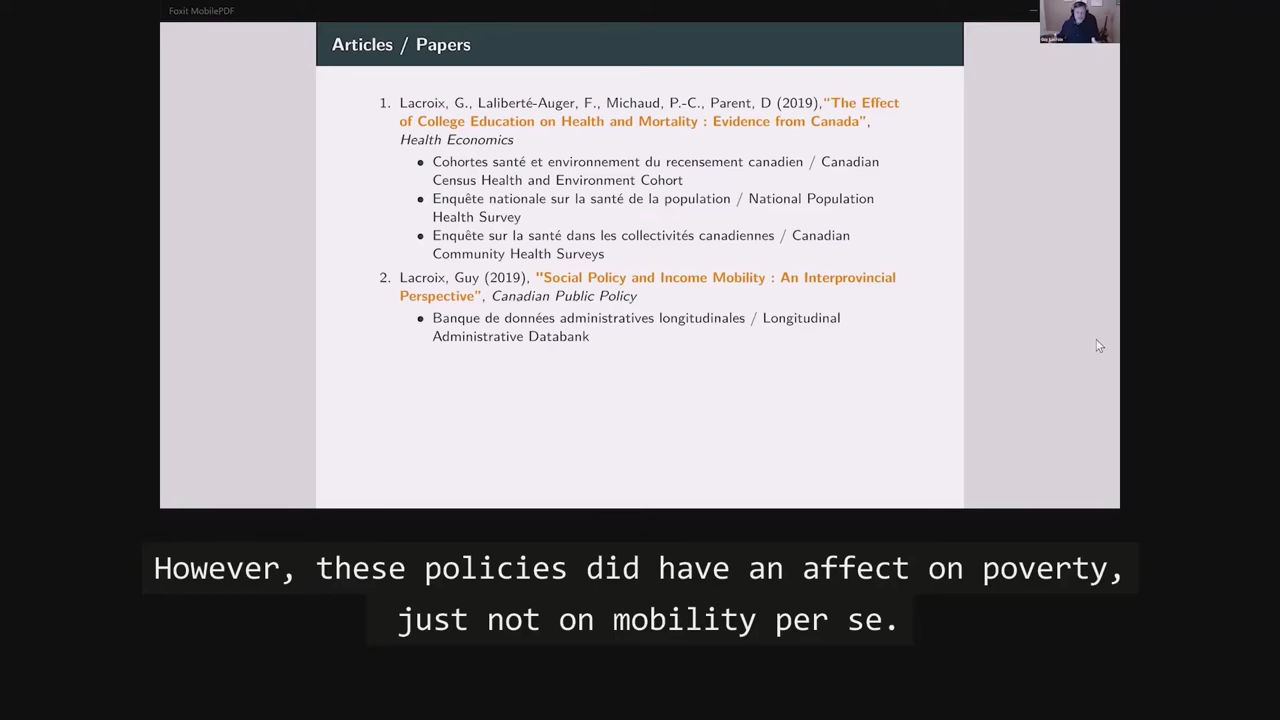 Foxit MobilePDF
Articles / Papers
1. Lacroix, G., Laliberté-Auger, F., Michaud, P.-C., Parent, D (2019),“The Effect
of College Education on Health and Mortality : Evidence from Canada”,
Health Economics
• Cohortes santé et environnement du recensement canadien / Canadian
Census Health and Environment Cohort
• Enquête nationale sur la santé de la population / National Population
Health Survey
• Enquête sur la santé dans les collectivités canadiennes / Canadian
Community Health Surveys
2. Lacroix, Guy (2019), "Social Policy and Income Mobility : An Interprovincial
Perspective”, Canadian Public Policy
• Banque de données administratives longitudinales / Longitudinal
Administrative Databank
However, these policies did have an affect on poverty,
just not on mobility per se.